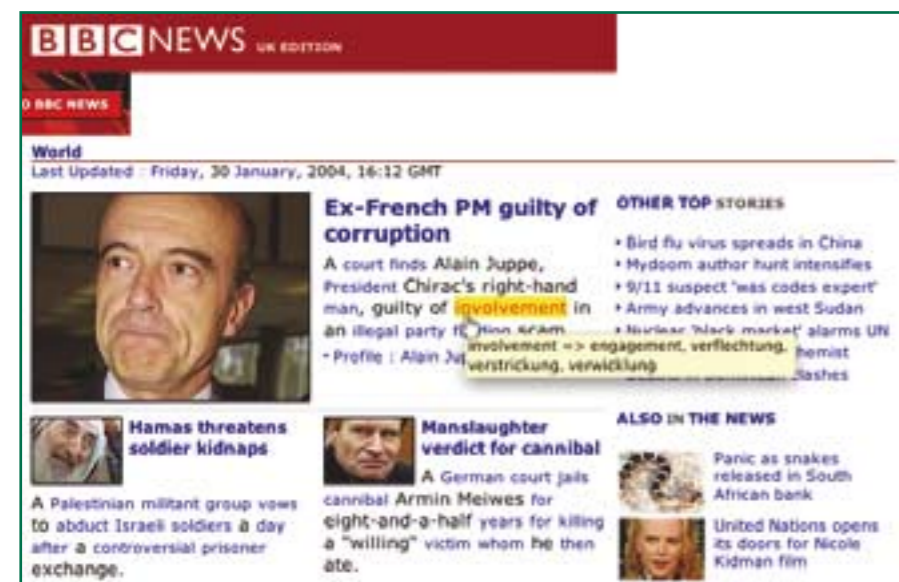 BBC NEWS UK EDITION
BBC NEWS
World
Last Updated : Friday, 30 January, 2004, 16:12 GMT
Ex-French PM guilty of
corruption
A court finds Alain Juppe,
President Chirac's right-hand
man, guilty of involvement in
an illegal party scam
• Profile : Alain
involvement => engagement, verflechtung,
verstrickung, verwicklung
OTHER TOP STORIES
• Bird flu virus spreads in China
• Mydoom author hunt intensifies
• 9/11 suspect 'was codes expert'
• Army advances in west Sudan
• Nuclear 'black market' alarms UN
Hamas threatens
soldier kidnaps
A Palestinian militant group vows
to abduct Israeli soldiers a day
after a controversial prisoner
exchange.
Manslaughter
verdict for cannibal
A German court jails
cannibal Armin Meiwes for
eight-and-a-half years for killing
a "willing" victim whom he then
ate.
ALSO IN THE NEWS
Panic as snakes
released in South
African bank
United Nations opens
its doors for Nicole
Kidman film